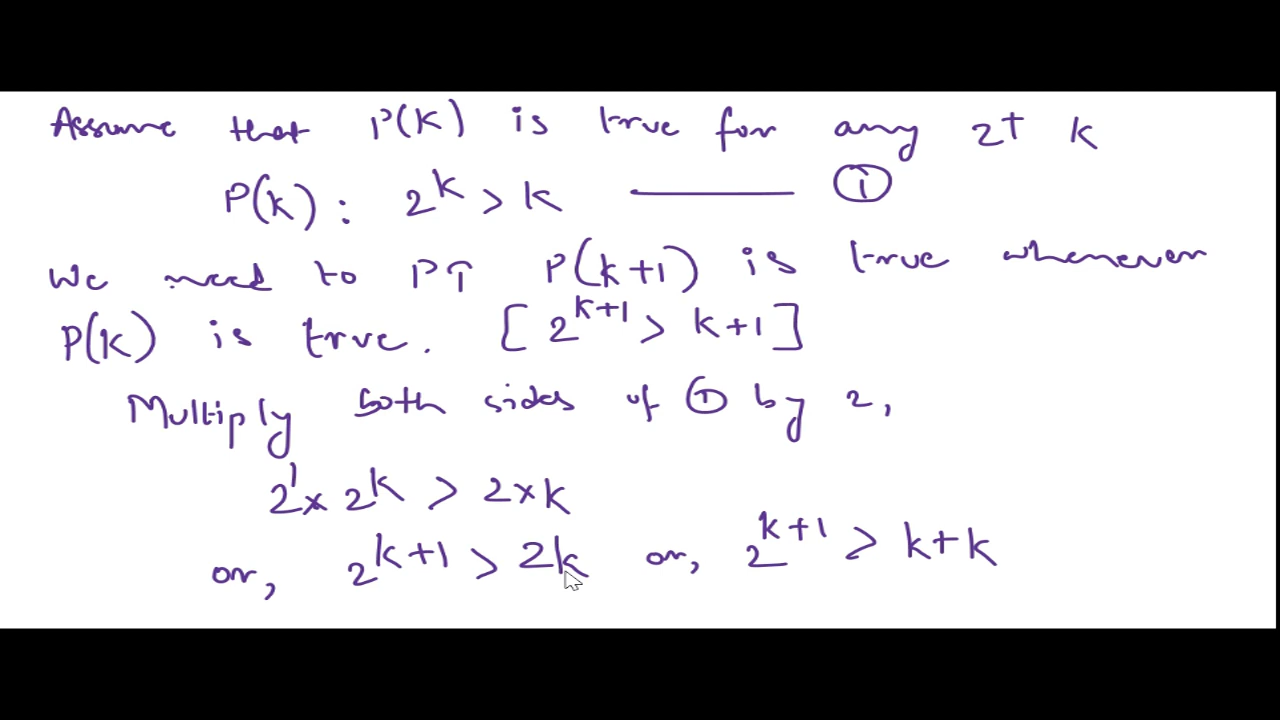 Assume that P(K) is true for any z+ k
P(k): 2^k > k ——— ①
We need to PT P(k+1) is true whenever
P(k) is true. [2^{k+1} > k+1]
Multiply both sides of ① by 2,
2^1 × 2^k > 2×k
or, 2^{k+1} > 2k or, 2^{k+1} > k+k